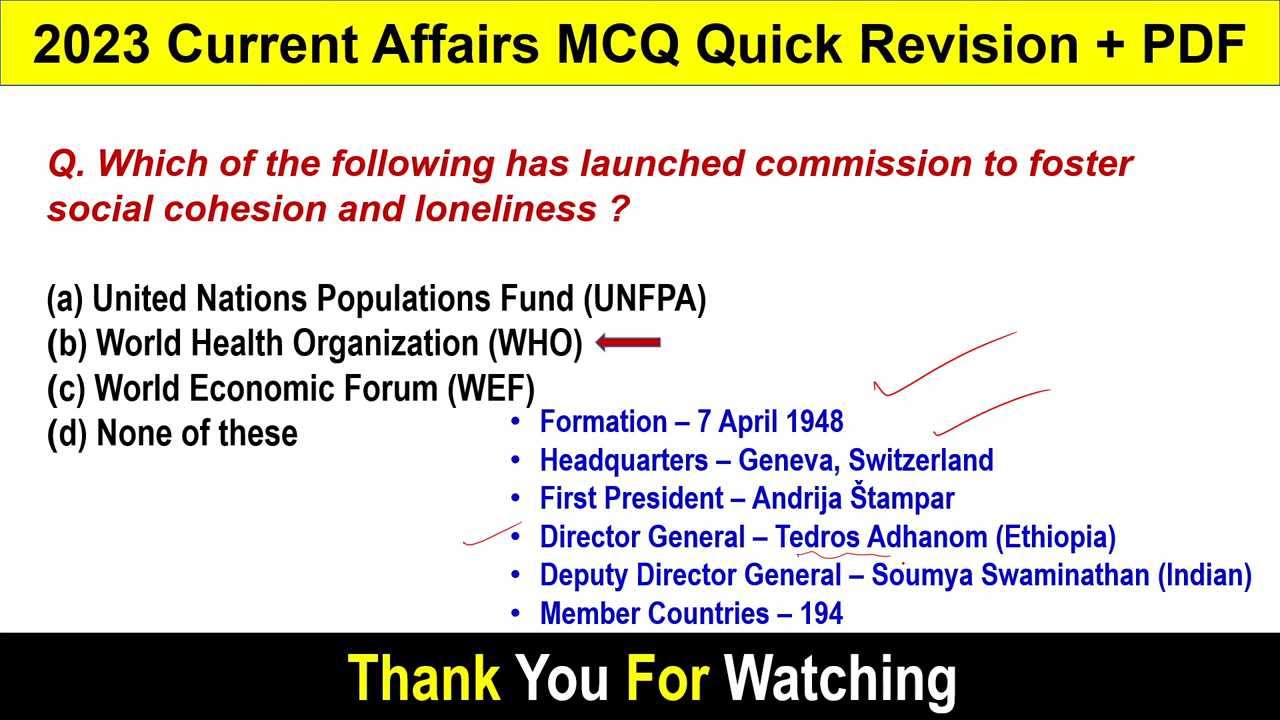 2023 Current Affairs MCQ Quick Revision + PDF
Q. Which of the following has launched commission to foster
social cohesion and loneliness ?
(a) United Nations Populations Fund (UNFPA)
(b) World Health Organization (WHO)
(c) World Economic Forum (WEF)
(d) None of these
• Formation – 7 April 1948
• Headquarters – Geneva, Switzerland
• First President – Andrija Štampar
• Director General – Tedros Adhanom (Ethiopia)
• Deputy Director General – Soumya Swaminathan (Indian)
• Member Countries – 194
Thank You For Watching